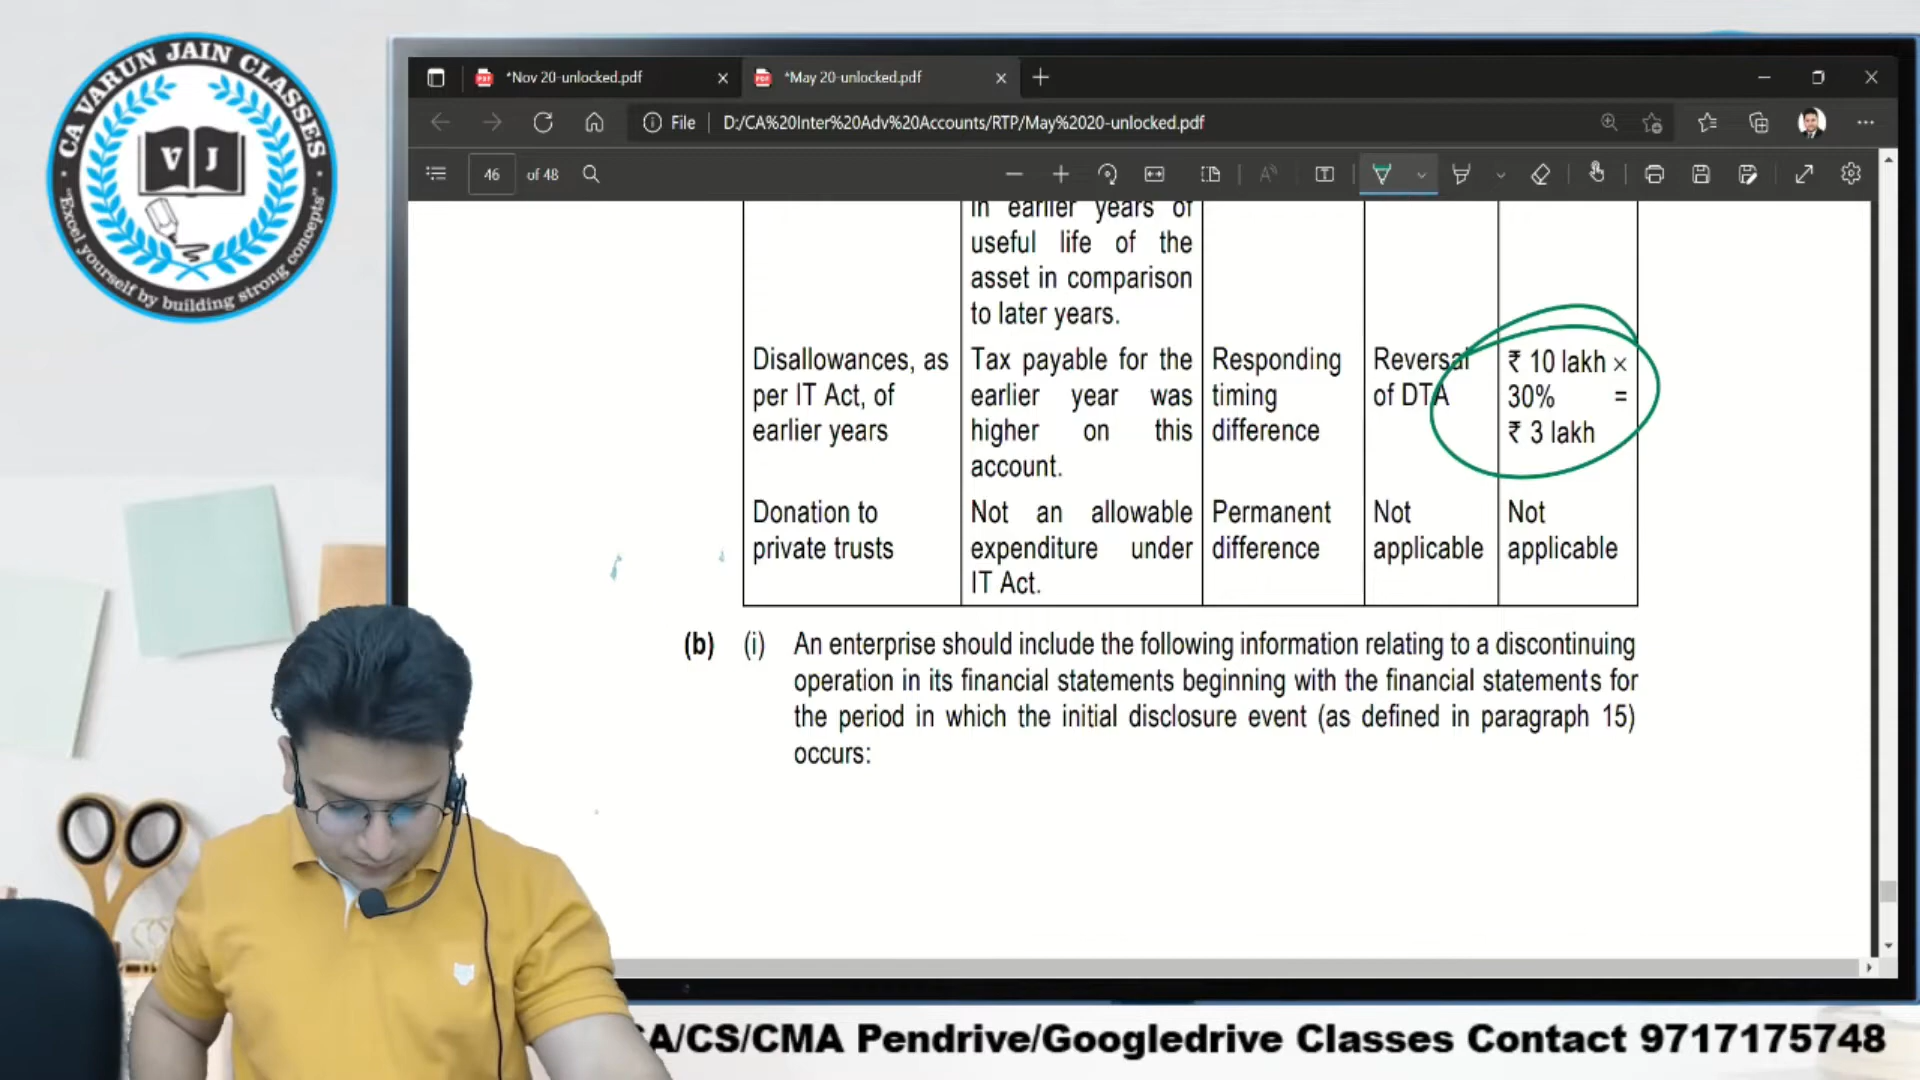 CA VARUN JAIN CLASSES
V J
"Excel yourself by building strong concepts"
*Nov 20-unlocked.pdf
*May 20-unlocked.pdf
File
D:/CA%20Inter%20Adv%20Accounts/RTP/May%2020-unlocked.pdf
46 of 48
in earlier years of
useful life of the
asset in comparison
to later years.
Disallowances, as
per IT Act, of
earlier years
Tax payable for the
earlier year was
higher on this
account.
Responding
timing
difference
Reversal
of DTA
₹ 10 lakh ×
30% =
₹ 3 lakh
Donation to
private trusts
Not an allowable
expenditure under
IT Act.
Permanent
difference
Not
applicable
Not
applicable
(b) (i) An enterprise should include the following information relating to a discontinuing
operation in its financial statements beginning with the financial statements for
the period in which the initial disclosure event (as defined in paragraph 15)
occurs:
A/CS/CMA Pendrive/Googledrive Classes Contact 9717175748